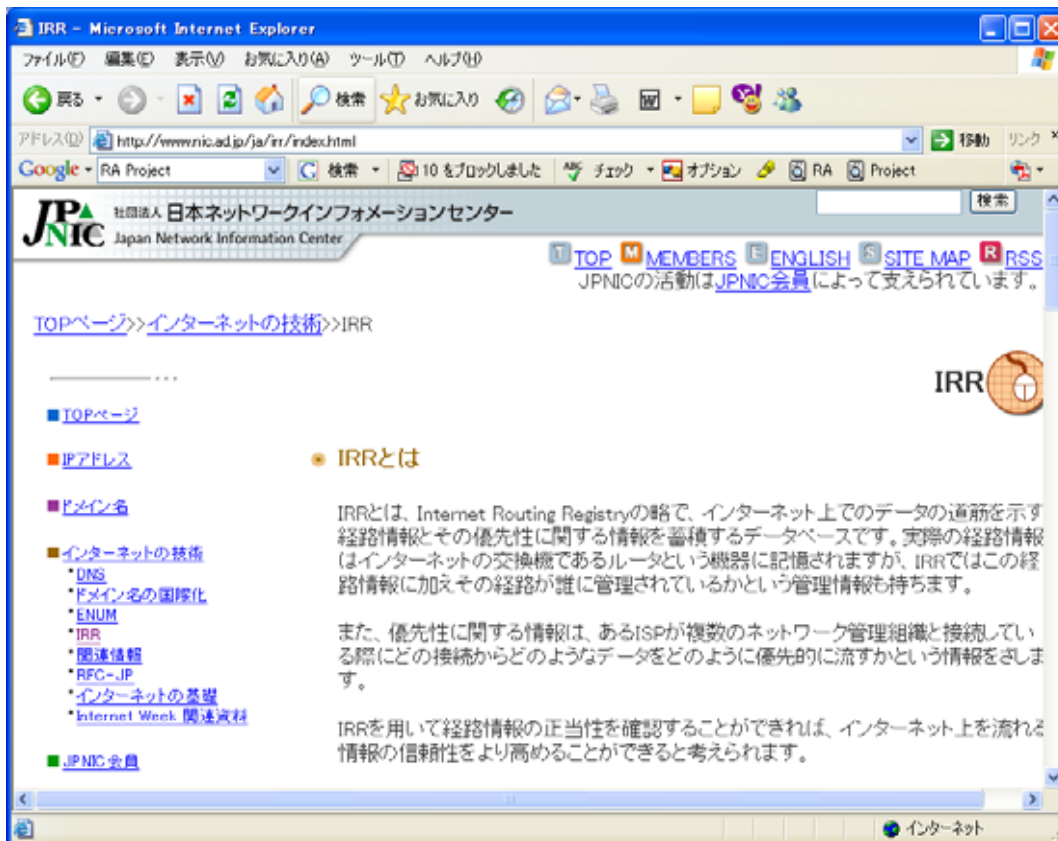 IRR - Microsoft Internet Explorer
ファイル(F) 編集(E) 表示(V) お気に入り(A) ツール(T) ヘルプ(H)
戻る 検索 お気に入り
アドレス(D) http://www.nic.ad.jp/ja/irr/index.html 移動 リンク
Google RA Project 検索 10 をブロックしました チェック オプション RA Project
JPNIC 社団法人 日本ネットワークインフォメーションセンター 検索
Japan Network Information Center
T TOP M MEMBERS E ENGLISH S SITE MAP R RSS
JPNICの活動はJPNIC会員によって支えられています。
TOPページ>>インターネットの技術>>IRR
IRR
■TOPページ
■IPアドレス
■ドメイン名
■インターネットの技術
*DNS
*ドメイン名の国際化
*ENUM
*IRR
*関連情報
*RFC-JP
*インターネットの基礎
*Internet Week 関連資料
■JPNIC会員
IRRとは
IRRとは、Internet Routing Registryの略で、インターネット上でのデータの道筋を示す
経路情報とその優先性に関する情報を蓄積するデータベースです。実際の経路情報
はインターネットの交換機であるルータという機器に記憶されますが、IRRではこの経
路情報に加えその経路が誰に管理されているかという管理情報も持ちます。
また、優先性に関する情報は、あるISPが複数のネットワーク管理組織と接続してい
る際にどの接続からどのようなデータをどのように優先的に流すかという情報をさしま
す。
IRRを用いて経路情報の正当性を確認することができれば、インターネット上を流れる
情報の信頼性をより高めることができると考えられます。
インターネット